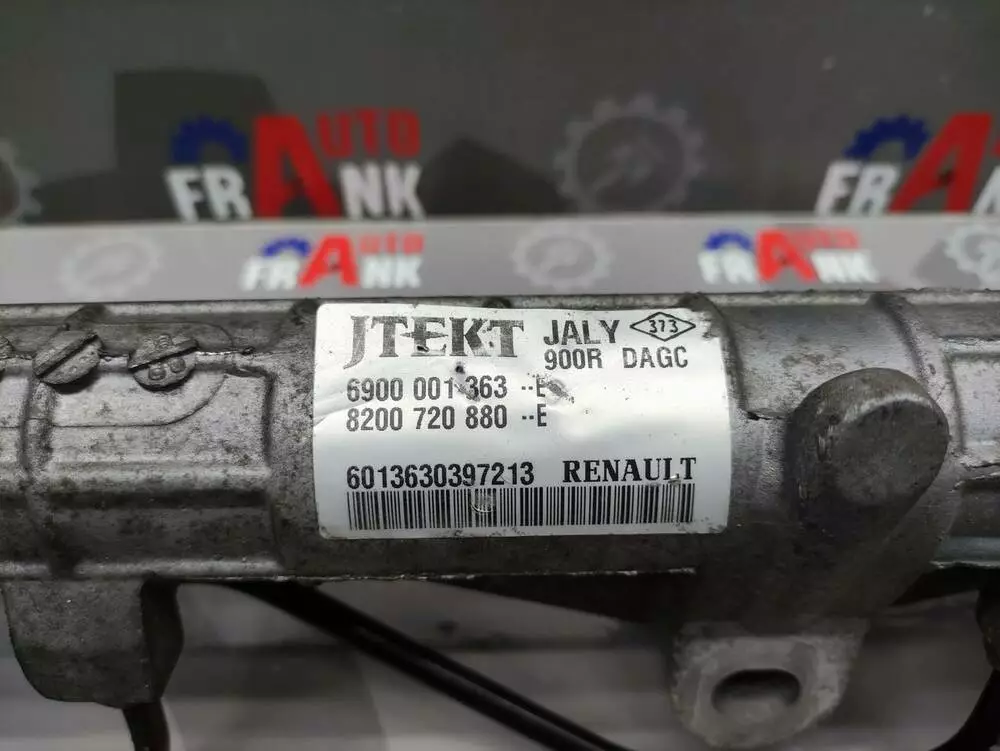 AUTO
FRANK
AUTO
FRANK
AUTO
FRANK
AUTO
FRANK
JTEKT JALY 373
900R DAGC
6900 001 363 --E
8200 720 880 --E
6013630397213 RENAULT
88